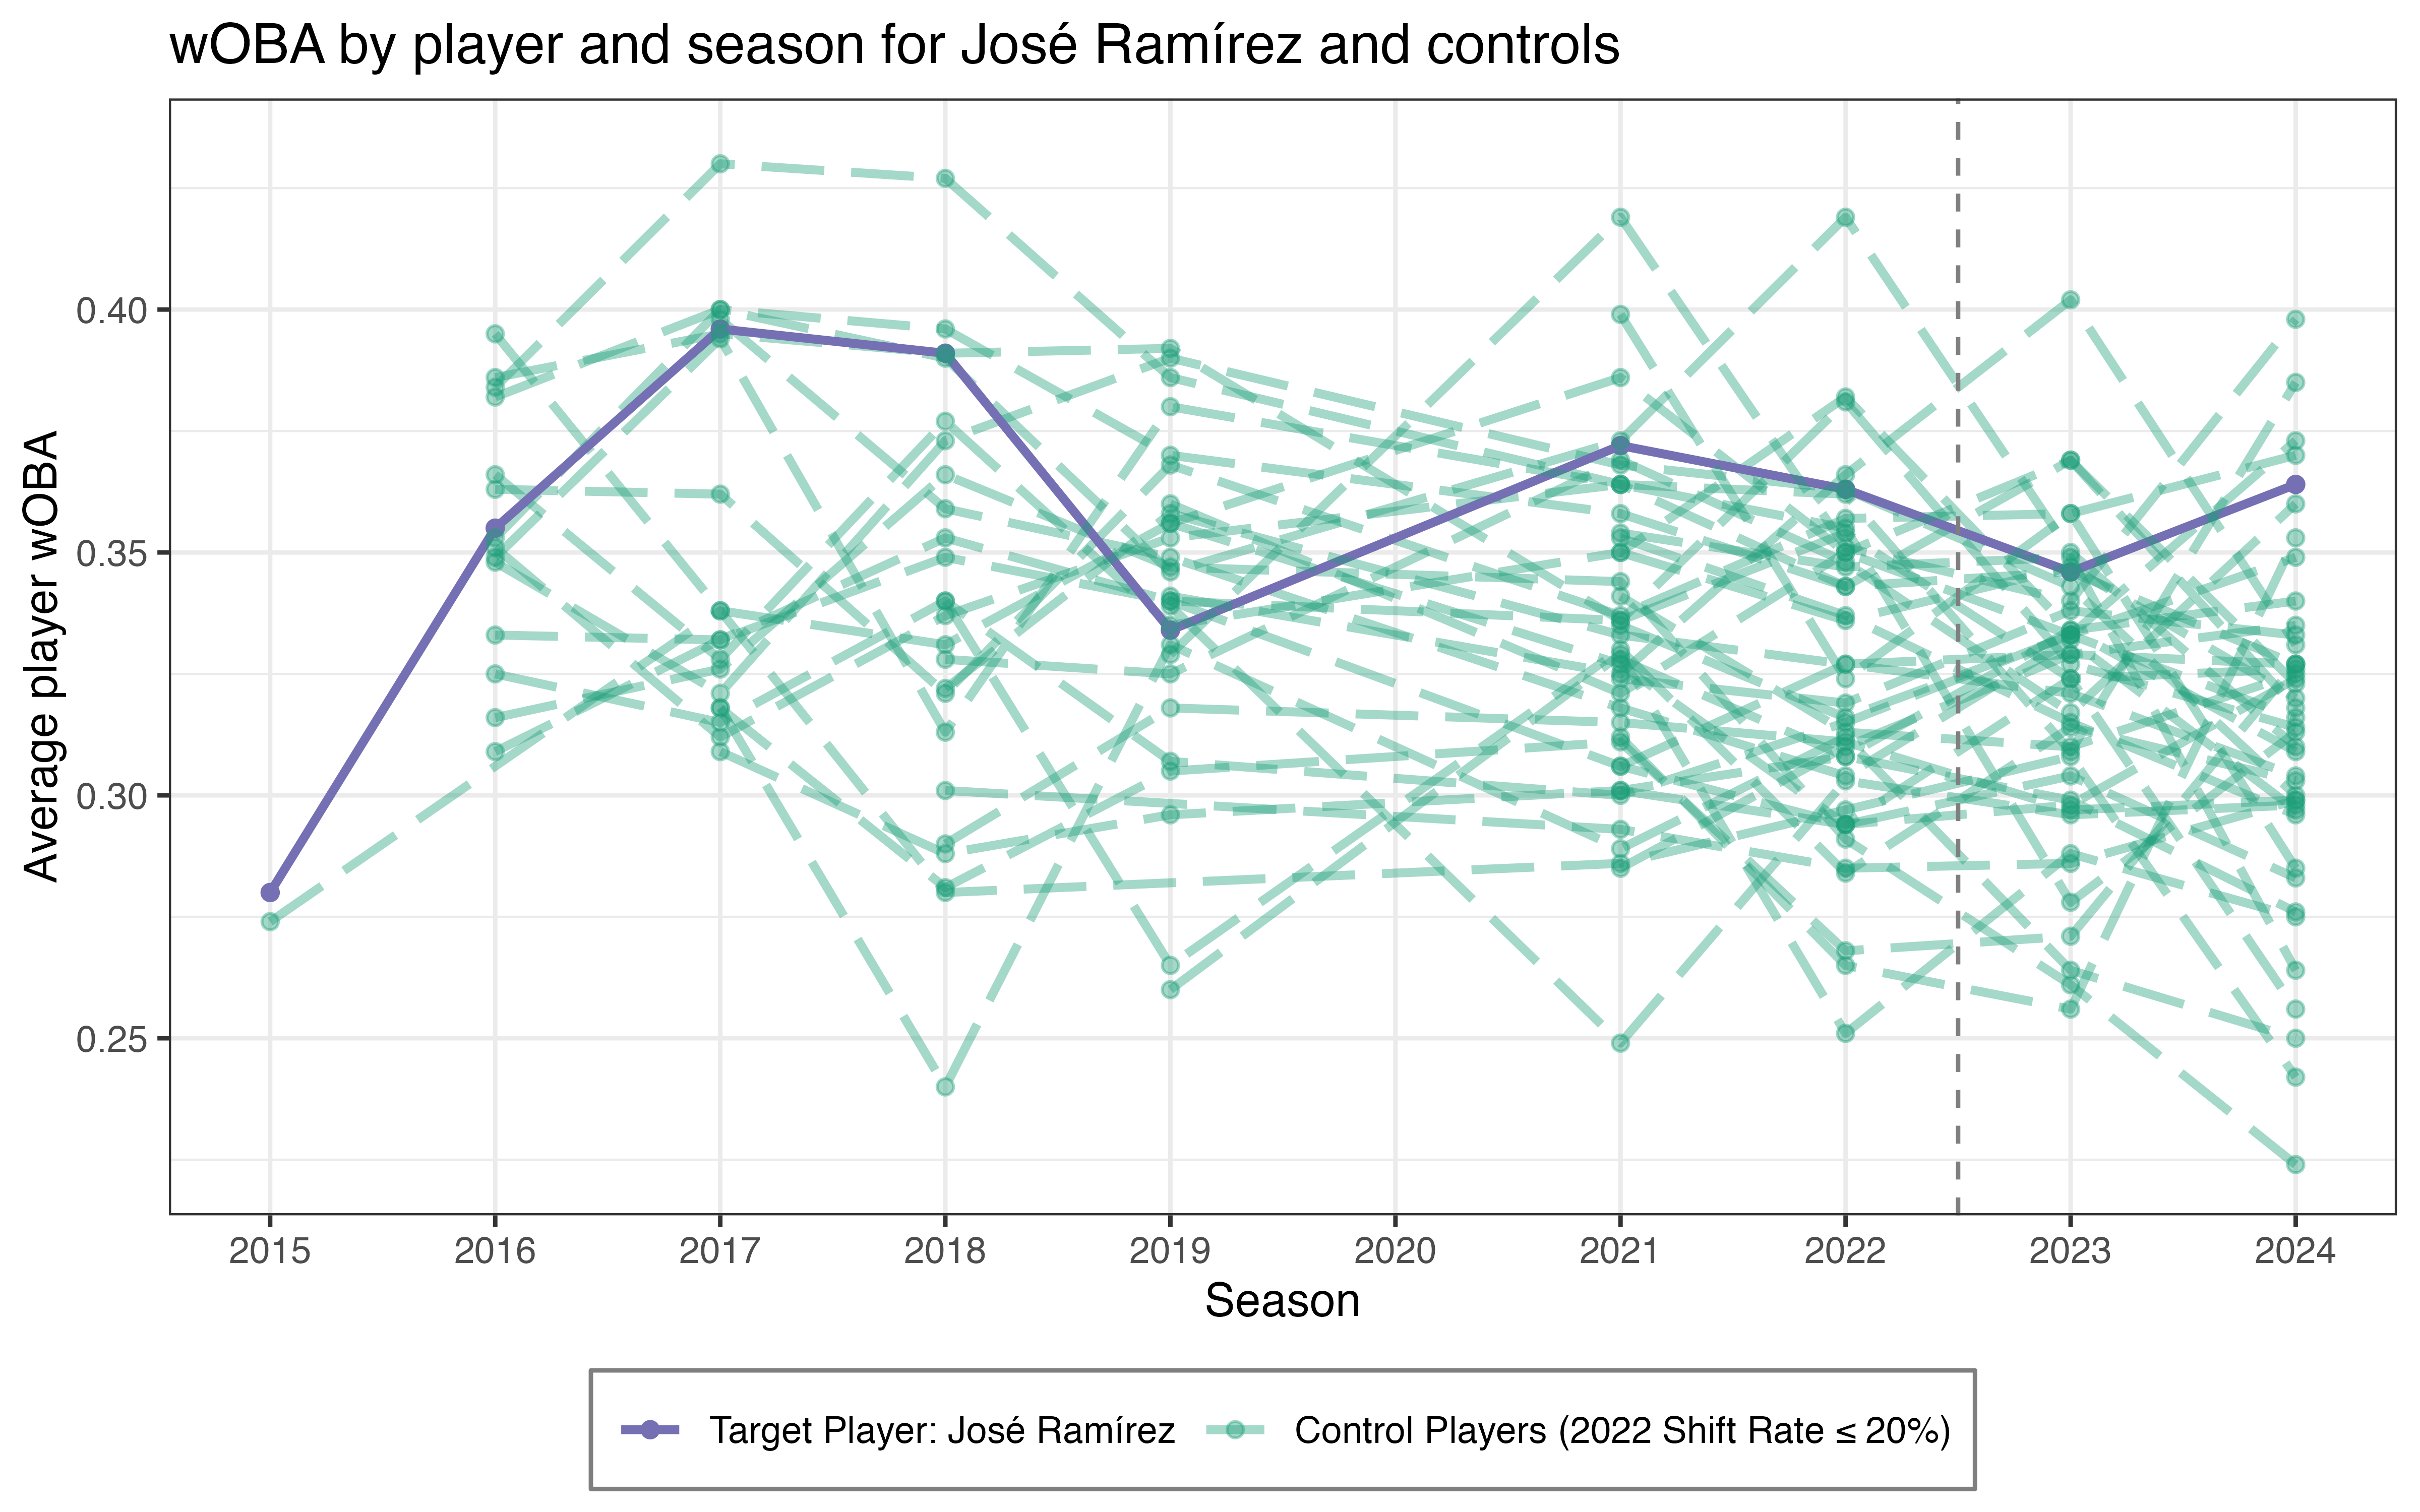 wOBA by player and season for José Ramírez and controls
Average player wOBA
0.40
0.35
0.30
0.25
2015 2016 2017 2018 2019 2020 2021 2022 2023 2024
Season
Target Player: José Ramírez Control Players (2022 Shift Rate ≤ 20%)